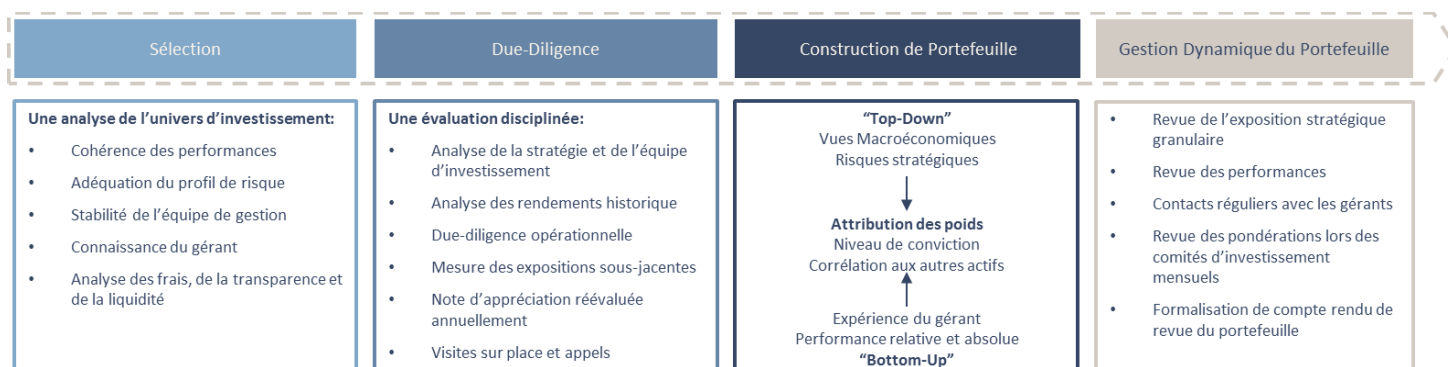 Sélection
Due-Diligence
Construction de Portefeuille
Gestion Dynamique du Portefeuille
Une analyse de l’univers d’investissement:
• Cohérence des performances
• Adéquation du profil de risque
• Stabilité de l’équipe de gestion
• Connaissance du gérant
• Analyse des frais, de la transparence et
de la liquidité
Une évaluation disciplinée:
• Analyse de la stratégie et de l’équipe
d’investissement
• Analyse des rendements historique
• Due-diligence opérationnelle
• Mesure des expositions sous-jacentes
• Note d’appréciation réévaluée
annuellement
• Visites sur place et appels
“Top-Down”
Vues Macroéconomiques
Risques stratégiques
Attribution des poids
Niveau de conviction
Corrélation aux autres actifs
Expérience du gérant
Performance relative et absolue
“Bottom-Up”
• Revue de l’exposition stratégique
granulaire
• Revue des performances
• Contacts réguliers avec les gérants
• Revue des pondérations lors des
comités d’investissement
mensuels
• Formalisation de compte rendu de
revue du portefeuille